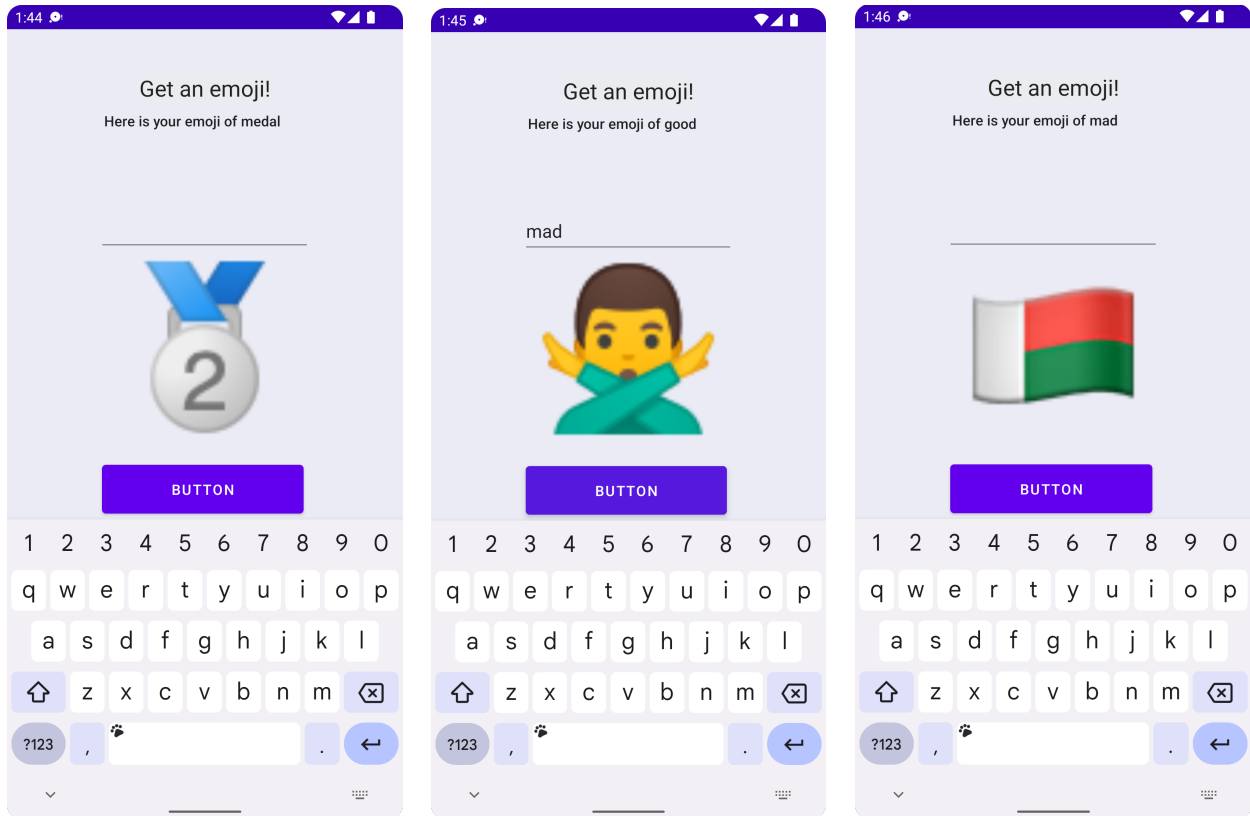 1:44
Get an emoji!
Here is your emoji of medal
2
BUTTON
1 2 3 4 5 6 7 8 9 0
q w e r t y u i o p
a s d f g h j k l
z x c v b n m
?123 , .
1:45
Get an emoji!
Here is your emoji of good
mad
BUTTON
1 2 3 4 5 6 7 8 9 0
q w e r t y u i o p
a s d f g h j k l
z x c v b n m
?123 , .
1:46
Get an emoji!
Here is your emoji of mad
BUTTON
1 2 3 4 5 6 7 8 9 0
q w e r t y u i o p
a s d f g h j k l
z x c v b n m
?123 , .